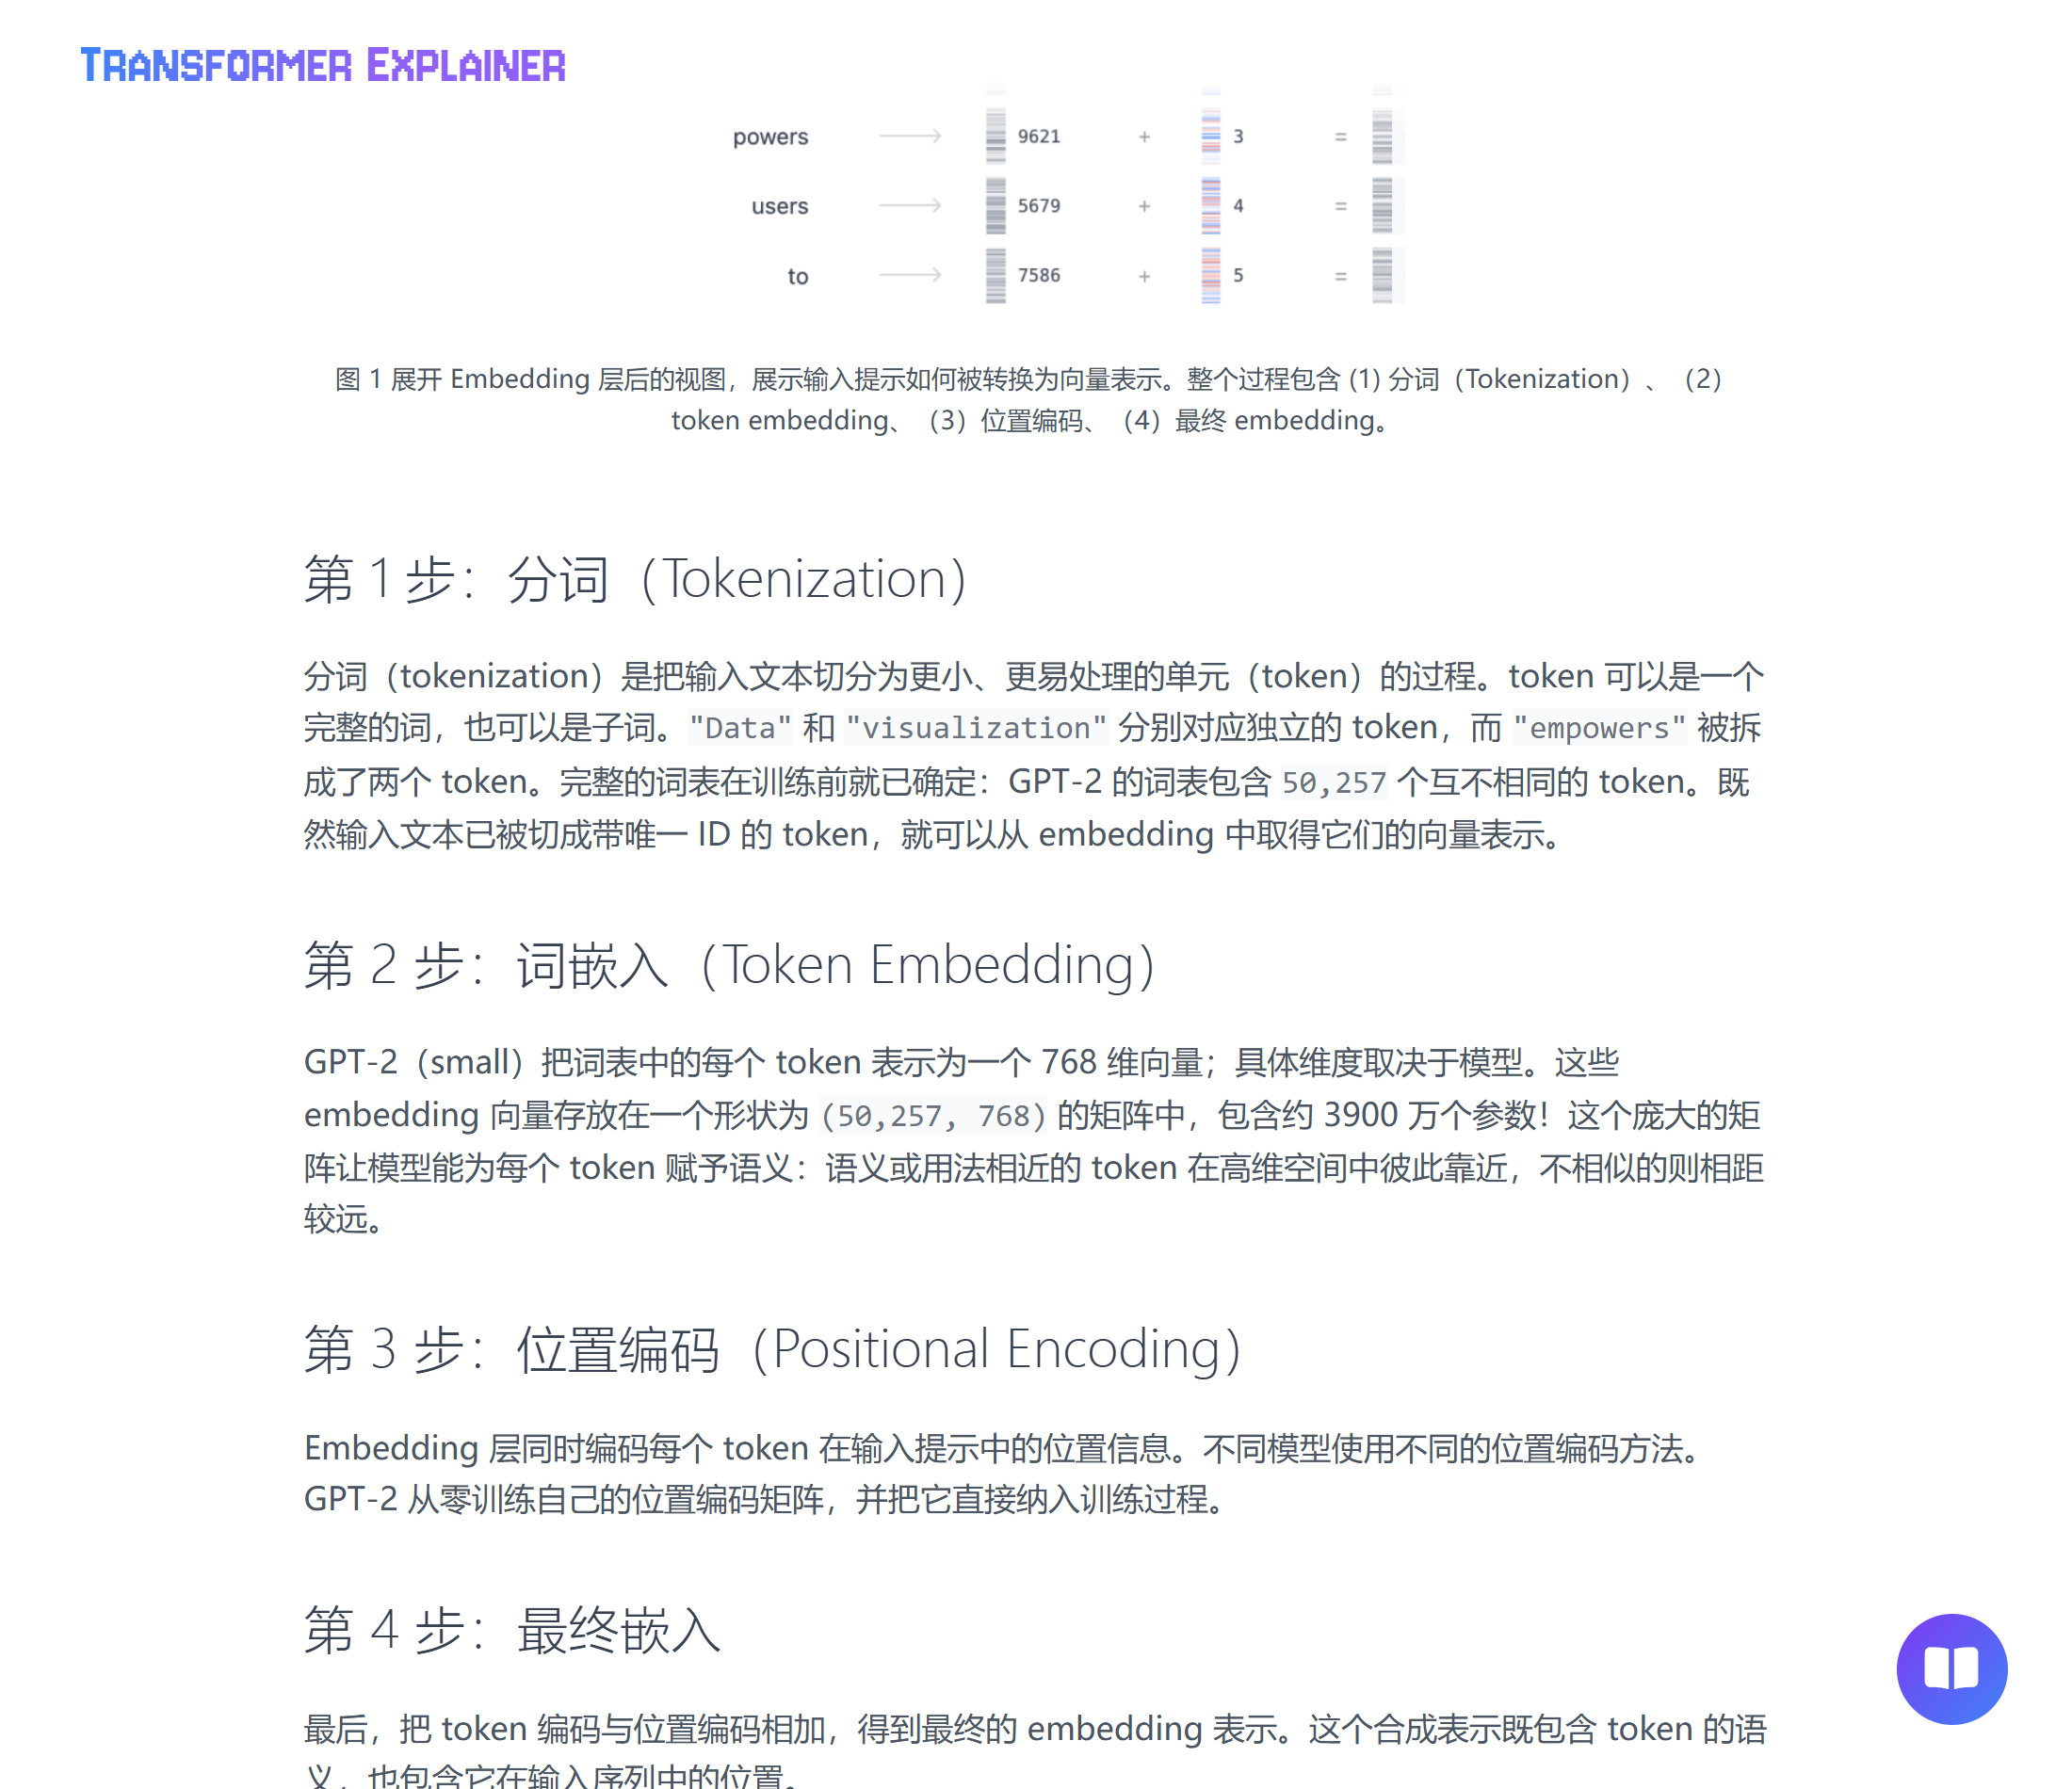 TRANSFORMER EXPLAINER
powers 9621 + 3 =
users 5679 + 4 =
to 7586 + 5 =
图 1 展开 Embedding 层后的视图，展示输入提示如何被转换为向量表示。整个过程包含 (1) 分词（Tokenization）、（2）
token embedding、（3）位置编码、（4）最终 embedding。
第 1 步：分词（Tokenization）
分词（tokenization）是把输入文本切分为更小、更易处理的单元（token）的过程。token 可以是一个
完整的词，也可以是子词。"Data" 和 "visualization" 分别对应独立的 token，而 "empowers" 被拆
成了两个 token。完整的词表在训练前就已确定：GPT-2 的词表包含 50,257 个互不相同的 token。既
然输入文本已被切成带唯一 ID 的 token，就可以从 embedding 中取得它们的向量表示。
第 2 步：词嵌入（Token Embedding）
GPT-2（small）把词表中的每个 token 表示为一个 768 维向量；具体维度取决于模型。这些
embedding 向量存放在一个形状为 (50,257, 768) 的矩阵中，包含约 3900 万个参数！这个庞大的矩
阵让模型能为每个 token 赋予语义：语义或用法相近的 token 在高维空间中彼此靠近，不相似的则相距
较远。
第 3 步：位置编码（Positional Encoding）
Embedding 层同时编码每个 token 在输入提示中的位置信息。不同模型使用不同的位置编码方法。
GPT-2 从零训练自己的位置编码矩阵，并把它直接纳入训练过程。
第 4 步：最终嵌入
最后，把 token 编码与位置编码相加，得到最终的 embedding 表示。这个合成表示既包含 token 的语
义，也包含它在输入序列中的位置。